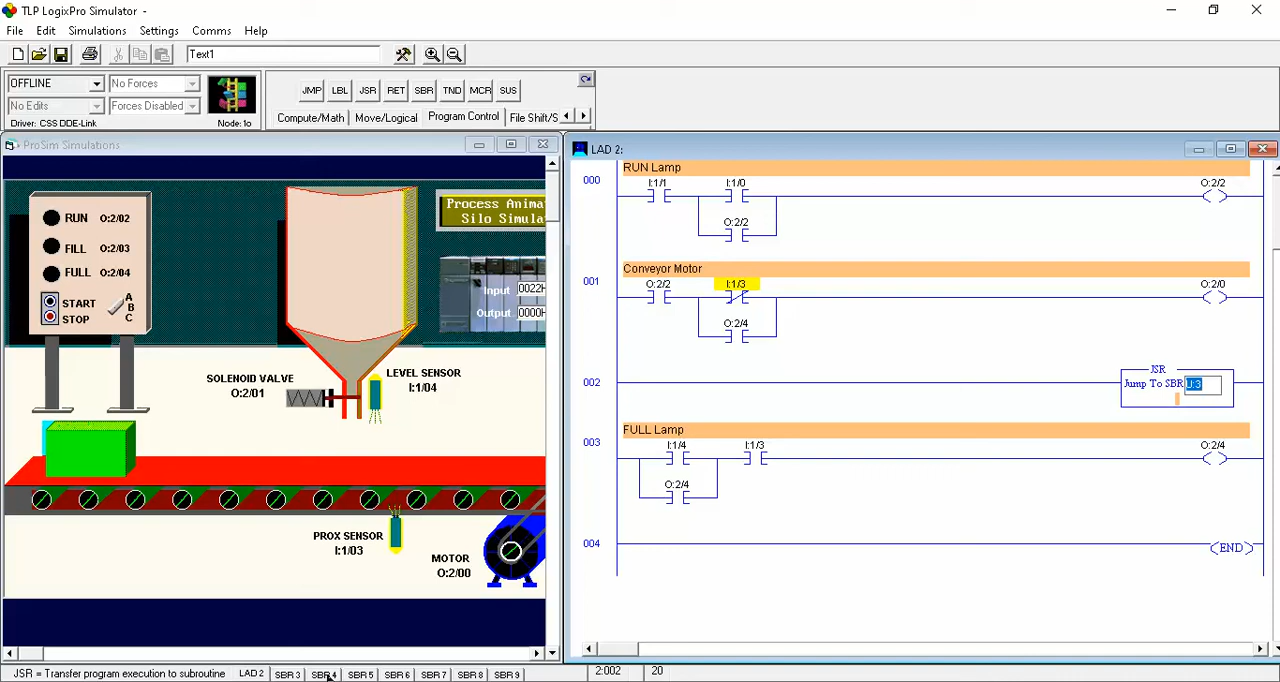 TLP LogixPro Simulator -
File Edit Simulations Settings Comms Help
Text1
OFFLINE No Forces
No Edits Forces Disabled
Driver: CSS DDE-Link Node: 1o
JMP LBL JSR RET SBR TND MCR SUS
Compute/Math Move/Logical Program Control File Shift/S
ProSim Simulations
RUN O:2/02
FILL O:2/03
FULL O:2/04
START
STOP
A
B
C
Process Animat
Silo Simula
Input 0022H
Output 0000H
SOLENOID VALVE
O:2/01
LEVEL SENSOR
I:1/04
PROX SENSOR
I:1/03
MOTOR
O:2/00
LAD 2:
RUN Lamp
000
I:1/1 I:1/0 O:2/2
O:2/2
Conveyor Motor
001
O:2/2 I:1/3 O:2/0
O:2/4
002
JSR
Jump To SBR U:3
FULL Lamp
003
I:1/4 I:1/3 O:2/4
O:2/4
004
(END)
JSR = Transfer program execution to subroutine LAD 2 SBR 3 SBR 4 SBR 5 SBR 6 SBR 7 SBR 8 SBR 9 2:002 20